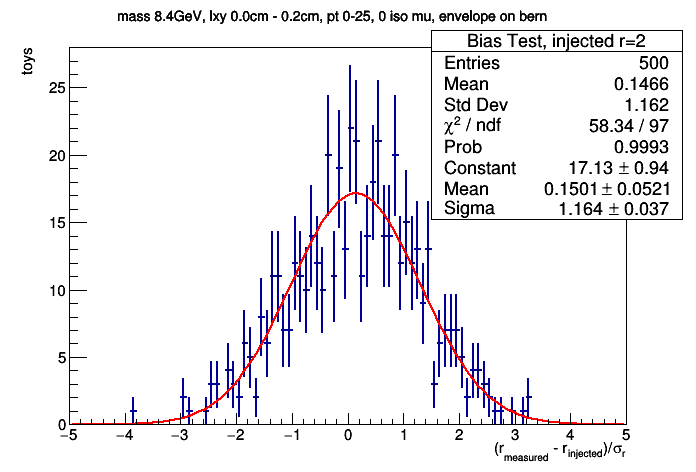 mass 8.4GeV, lxy 0.0cm - 0.2cm, pt 0-25, 0 iso mu, envelope on bern
Bias Test, injected r=2
Entries 500
Mean 0.1466
Std Dev 1.162
χ² / ndf 58.34 / 97
Prob 0.9993
Constant 17.13 ± 0.94
Mean 0.1501 ± 0.0521
Sigma 1.164 ± 0.037
toys
25
20
15
10
5
0
−5 −4 −3 −2 −1 0 1 2 3 4 5
(r_measured - r_injected)/σ_r